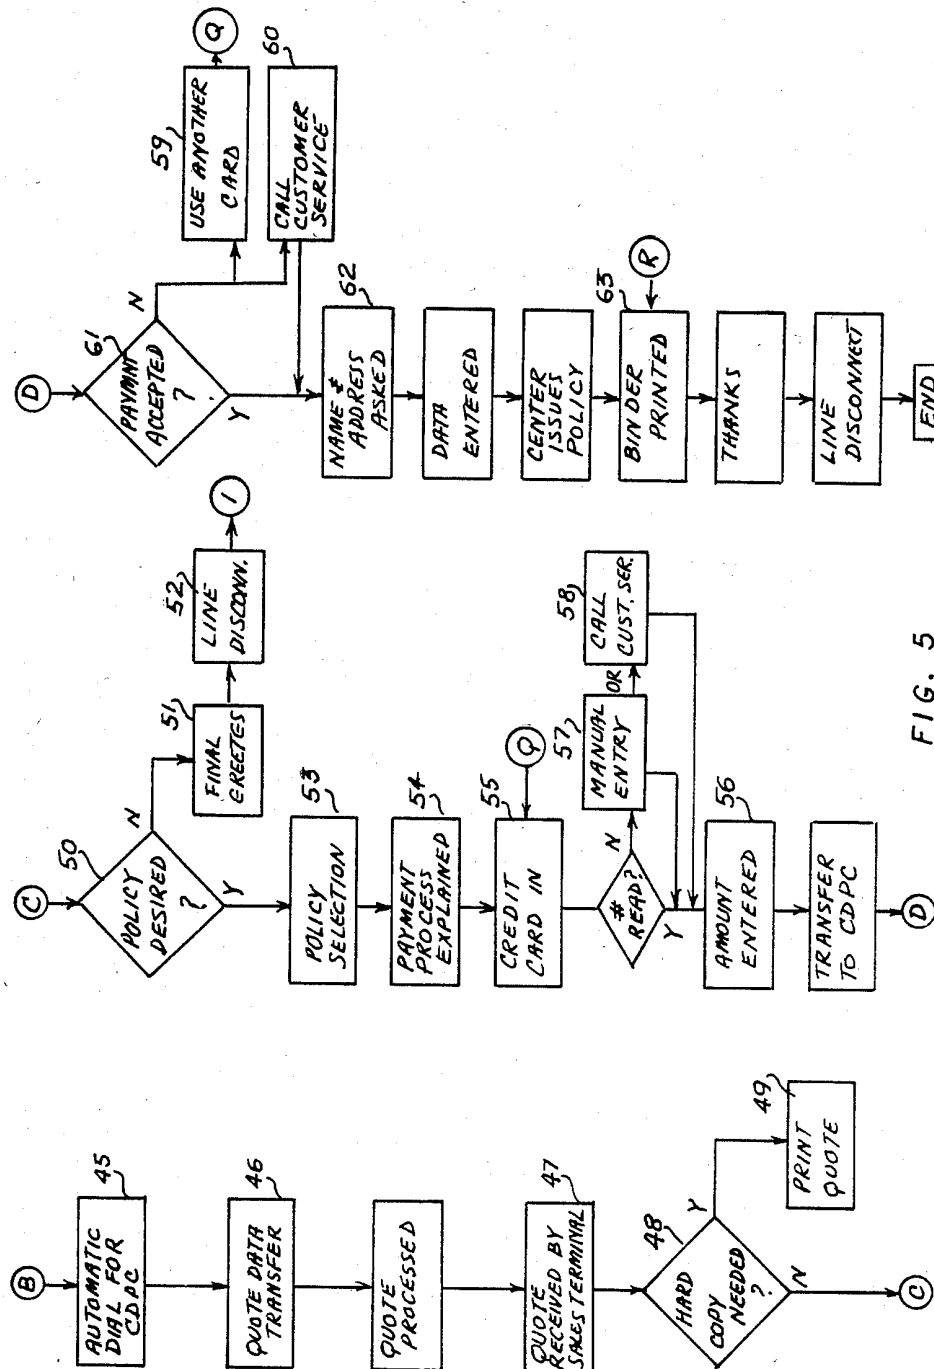 B
45
AUTOMATIC
DIAL FOR
CDPC
46
QUOTE DATA
TRANSFER
QUOTE
PROCESSED
47
QUOTE
RECEIVED BY
SALES TERMINAL
48
HARD
COPY
NEEDED
?
Y
49
PRINT
QUOTE
N
C
C
50
POLICY
DESIRED
?
N
51
FINAL
GREETGS
52
LINE
DISCONN.
1
Y
53
POLICY
SELECTION
54
PAYMENT
PROCESS
EXPLAINED
55
CREDIT
CARD IN
Q
#
READ?
N
57
MANUAL
ENTRY
OR
58
CALL
CUST. SER.
Y
56
AMOUNT
ENTERED
TRANSFER
TO CDPC
D
D
61
PAYMNT
ACCEPTED
?
N
59
USE ANOTHER
CARD
Q
60
CALL
CUSTOMER
SERVICE
Y
62
NAME &
ADDRESS
ASKED
DATA
ENTERED
CENTER
ISSUES
POLICY
63
BINDER
PRINTED
R
THANKS
LINE
DISCONNECT
END
FIG. 5